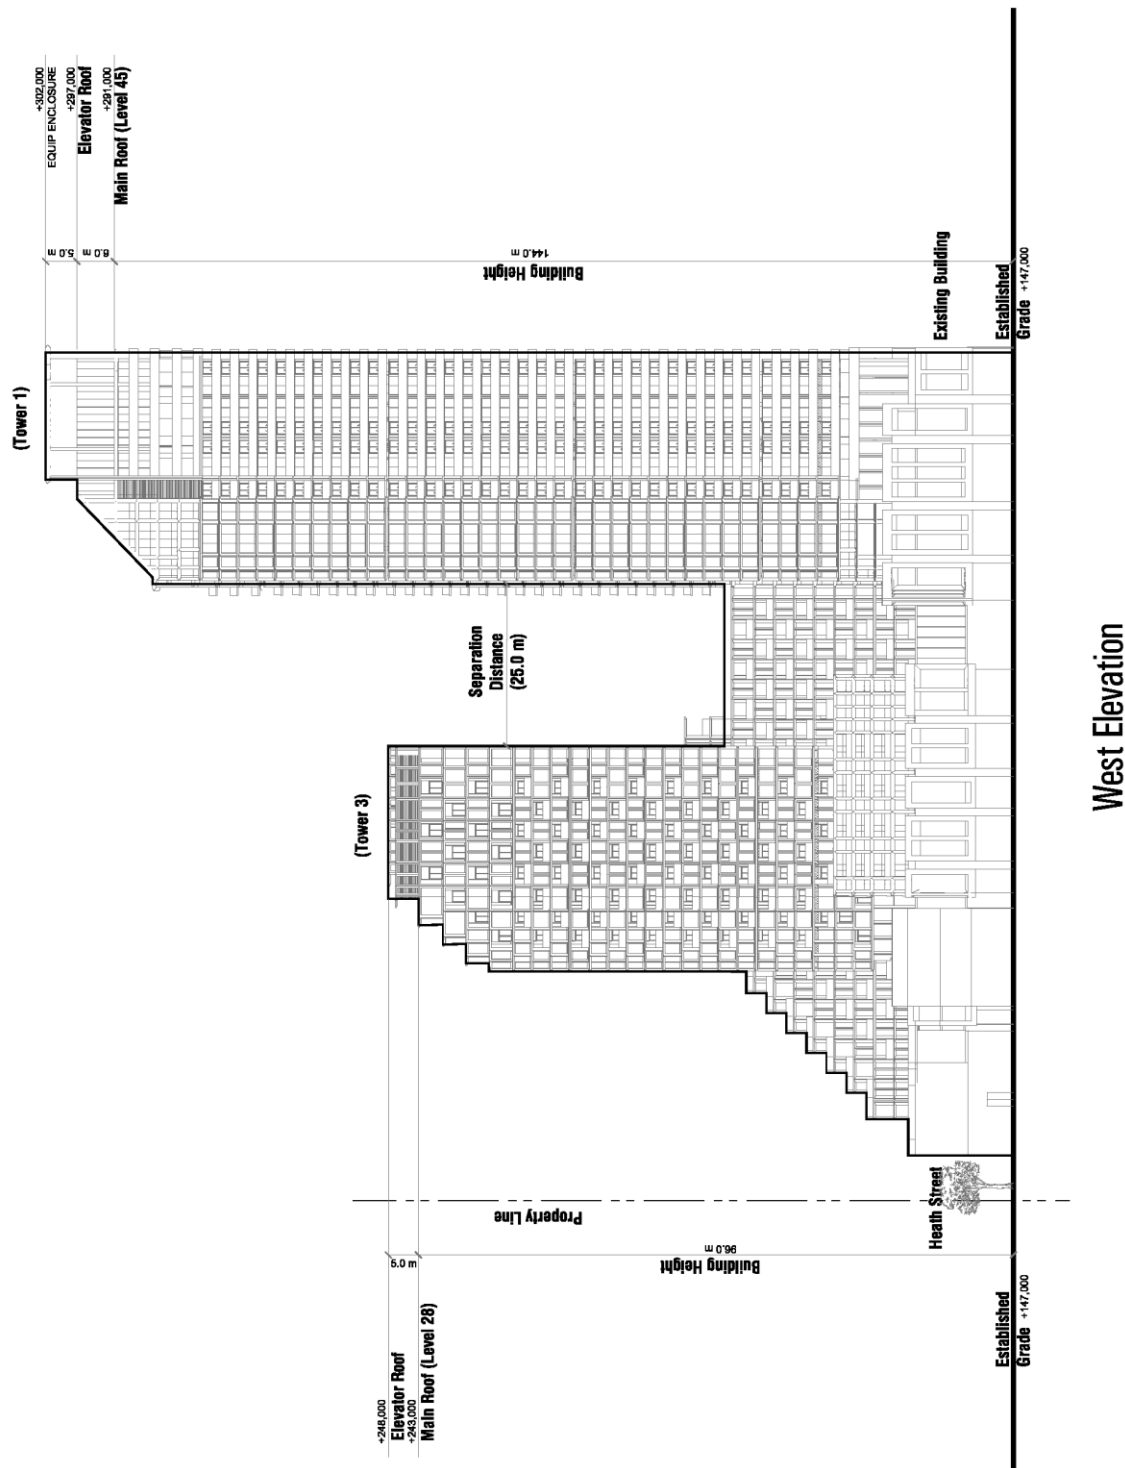 +302,000
EQUIP ENCLOSURE
+297,000
Elevator Roof
+291,000
Main Roof (Level 45)
5.0 m
6.0 m
144.0 m
Building Height
Existing Building
Established
Grade +147,000
(Tower 1)
Separation
Distance
(25.0 m)
(Tower 3)
Property Line
Heath Street
5.0 m
96.0 m
Building Height
+248,000
Elevator Roof
+243,000
Main Roof (Level 28)
Established
Grade +147,000
West Elevation